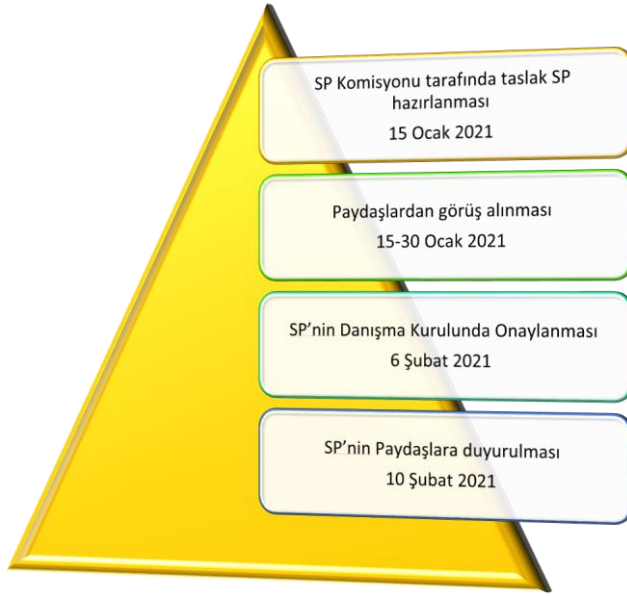 SP Komisyonu tarafında taslak SP
hazırlanması
15 Ocak 2021
Paydaşlardan görüş alınması
15-30 Ocak 2021
SP’nin Danışma Kurulunda Onaylanması
6 Şubat 2021
SP’nin Paydaşlara duyurulması
10 Şubat 2021